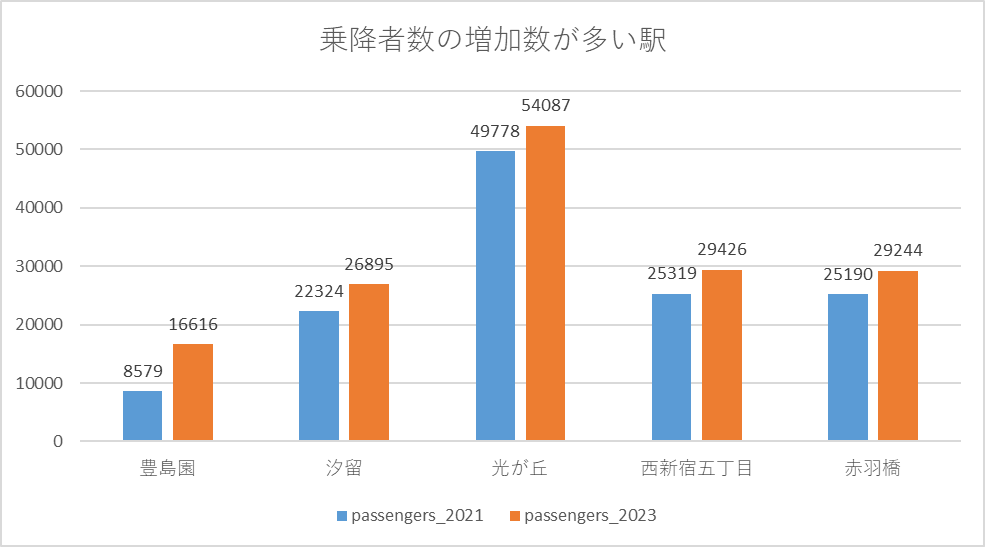 乗降者数の増加数が多い駅
60000
50000
40000
30000
20000
10000
0
8579
16616
22324
26895
49778
54087
25319
29426
25190
29244
豊島園
汐留
光が丘
西新宿五丁目
赤羽橋
passengers_2021
passengers_2023